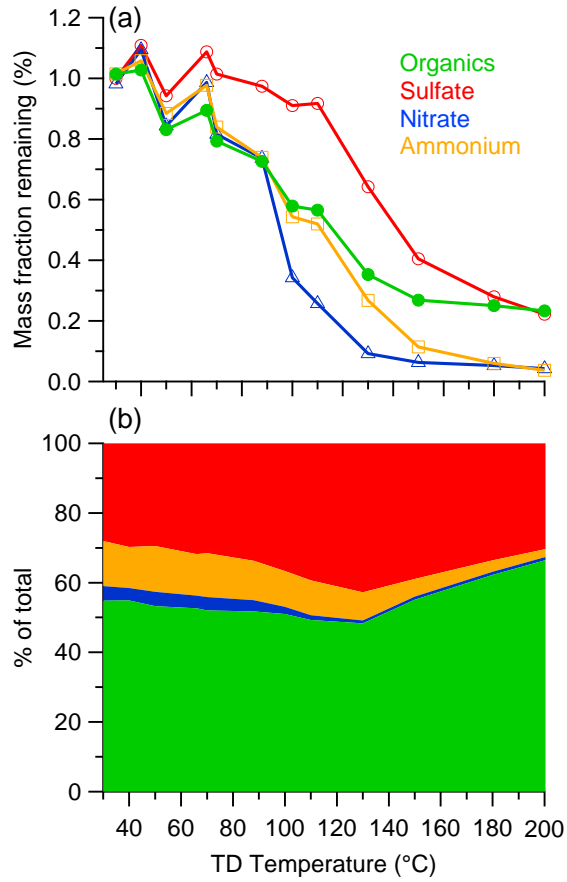 (a)
1.2
1.0
0.8
0.6
0.4
0.2
0.0
Mass fraction remaining (%)
Organics
Sulfate
Nitrate
Ammonium
(b)
100
80
60
40
20
0
% of total
40
60
80
100
120
140
160
180
200
TD Temperature (°C)